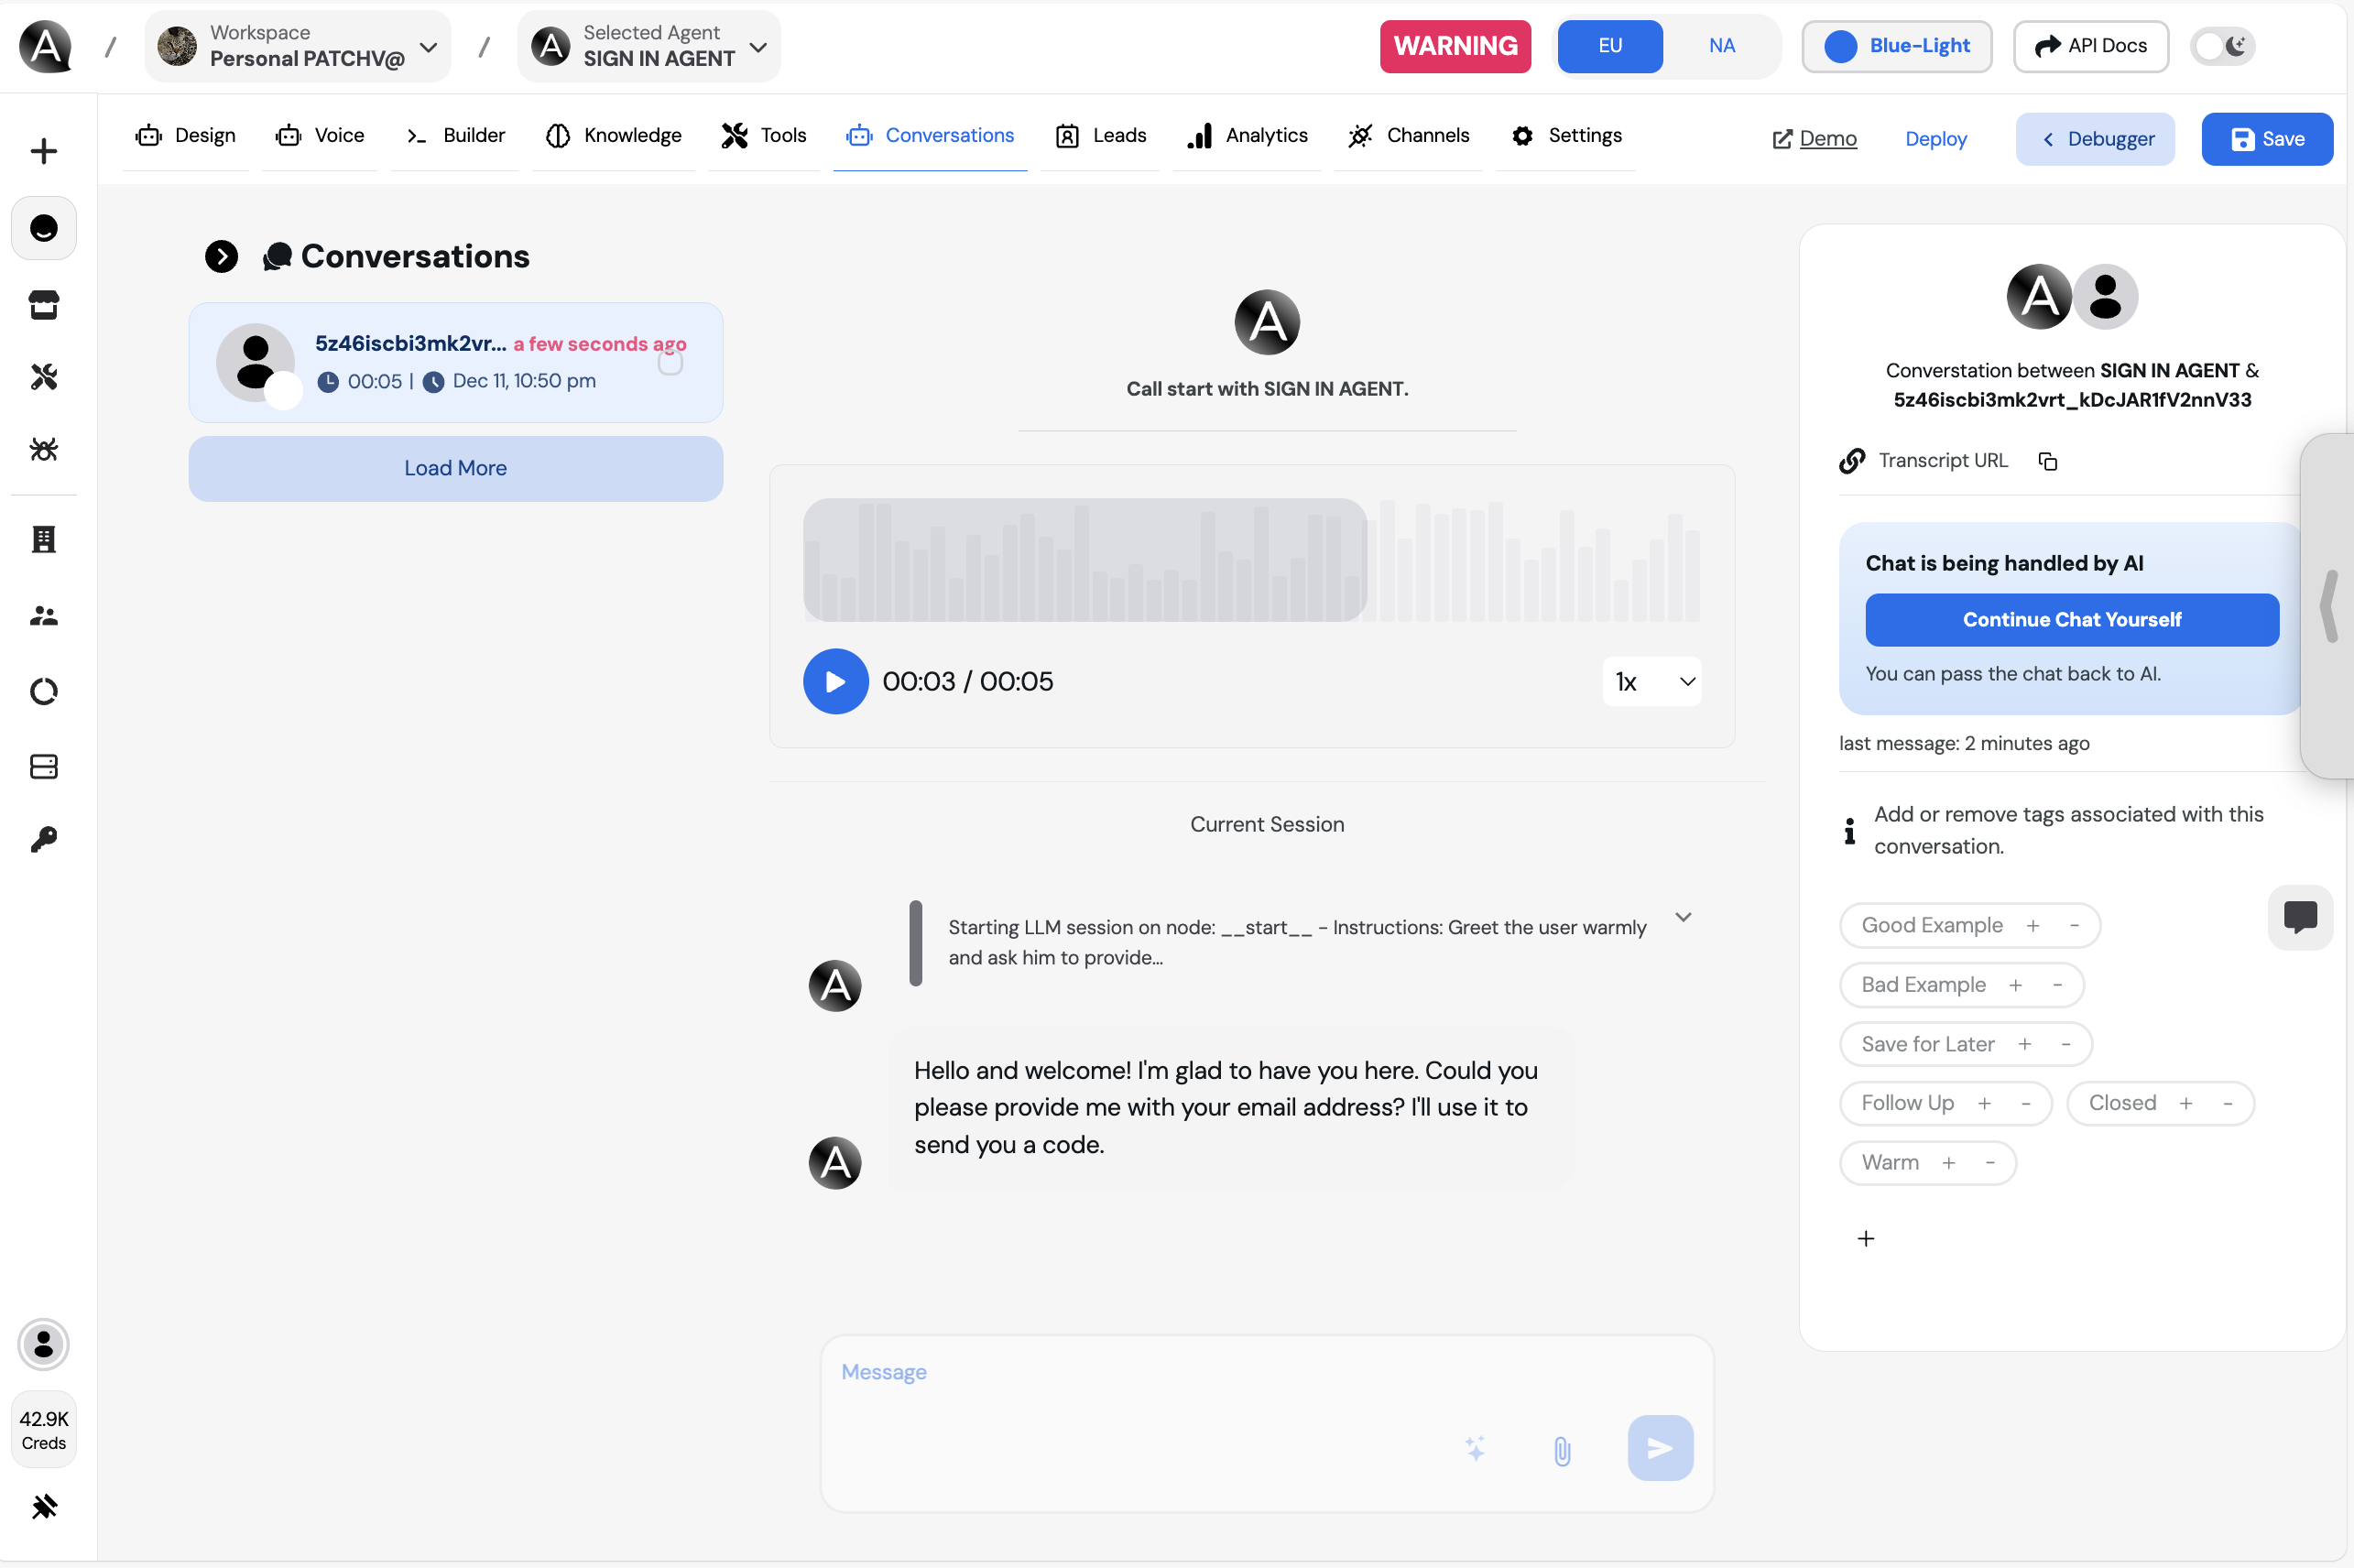 Workspace
Personal PATCHV@
Selected Agent
SIGN IN AGENT
WARNING
EU
NA
Blue-Light
API Docs
Design
Voice
Builder
Knowledge
Tools
Conversations
Leads
Analytics
Channels
Settings
Demo
Deploy
Debugger
Save
Conversations
5z46iscbi3mk2vr... a few seconds ago
00:05 | Dec 11, 10:50 pm
Load More
Call start with SIGN IN AGENT.
00:03 / 00:05
1x
Current Session
Starting LLM session on node: __start__ - Instructions: Greet the user warmly
and ask him to provide...
Hello and welcome! I'm glad to have you here. Could you
please provide me with your email address? I'll use it to
send you a code.
Message
Converstation between SIGN IN AGENT &
5z46iscbi3mk2vrt_kDcJAR1fV2nnV33
Transcript URL
Chat is being handled by AI
Continue Chat Yourself
You can pass the chat back to AI.
last message: 2 minutes ago
Add or remove tags associated with this
conversation.
Good Example + -
Bad Example + -
Save for Later + -
Follow Up + -
Closed + -
Warm + -
+
42.9K
Creds